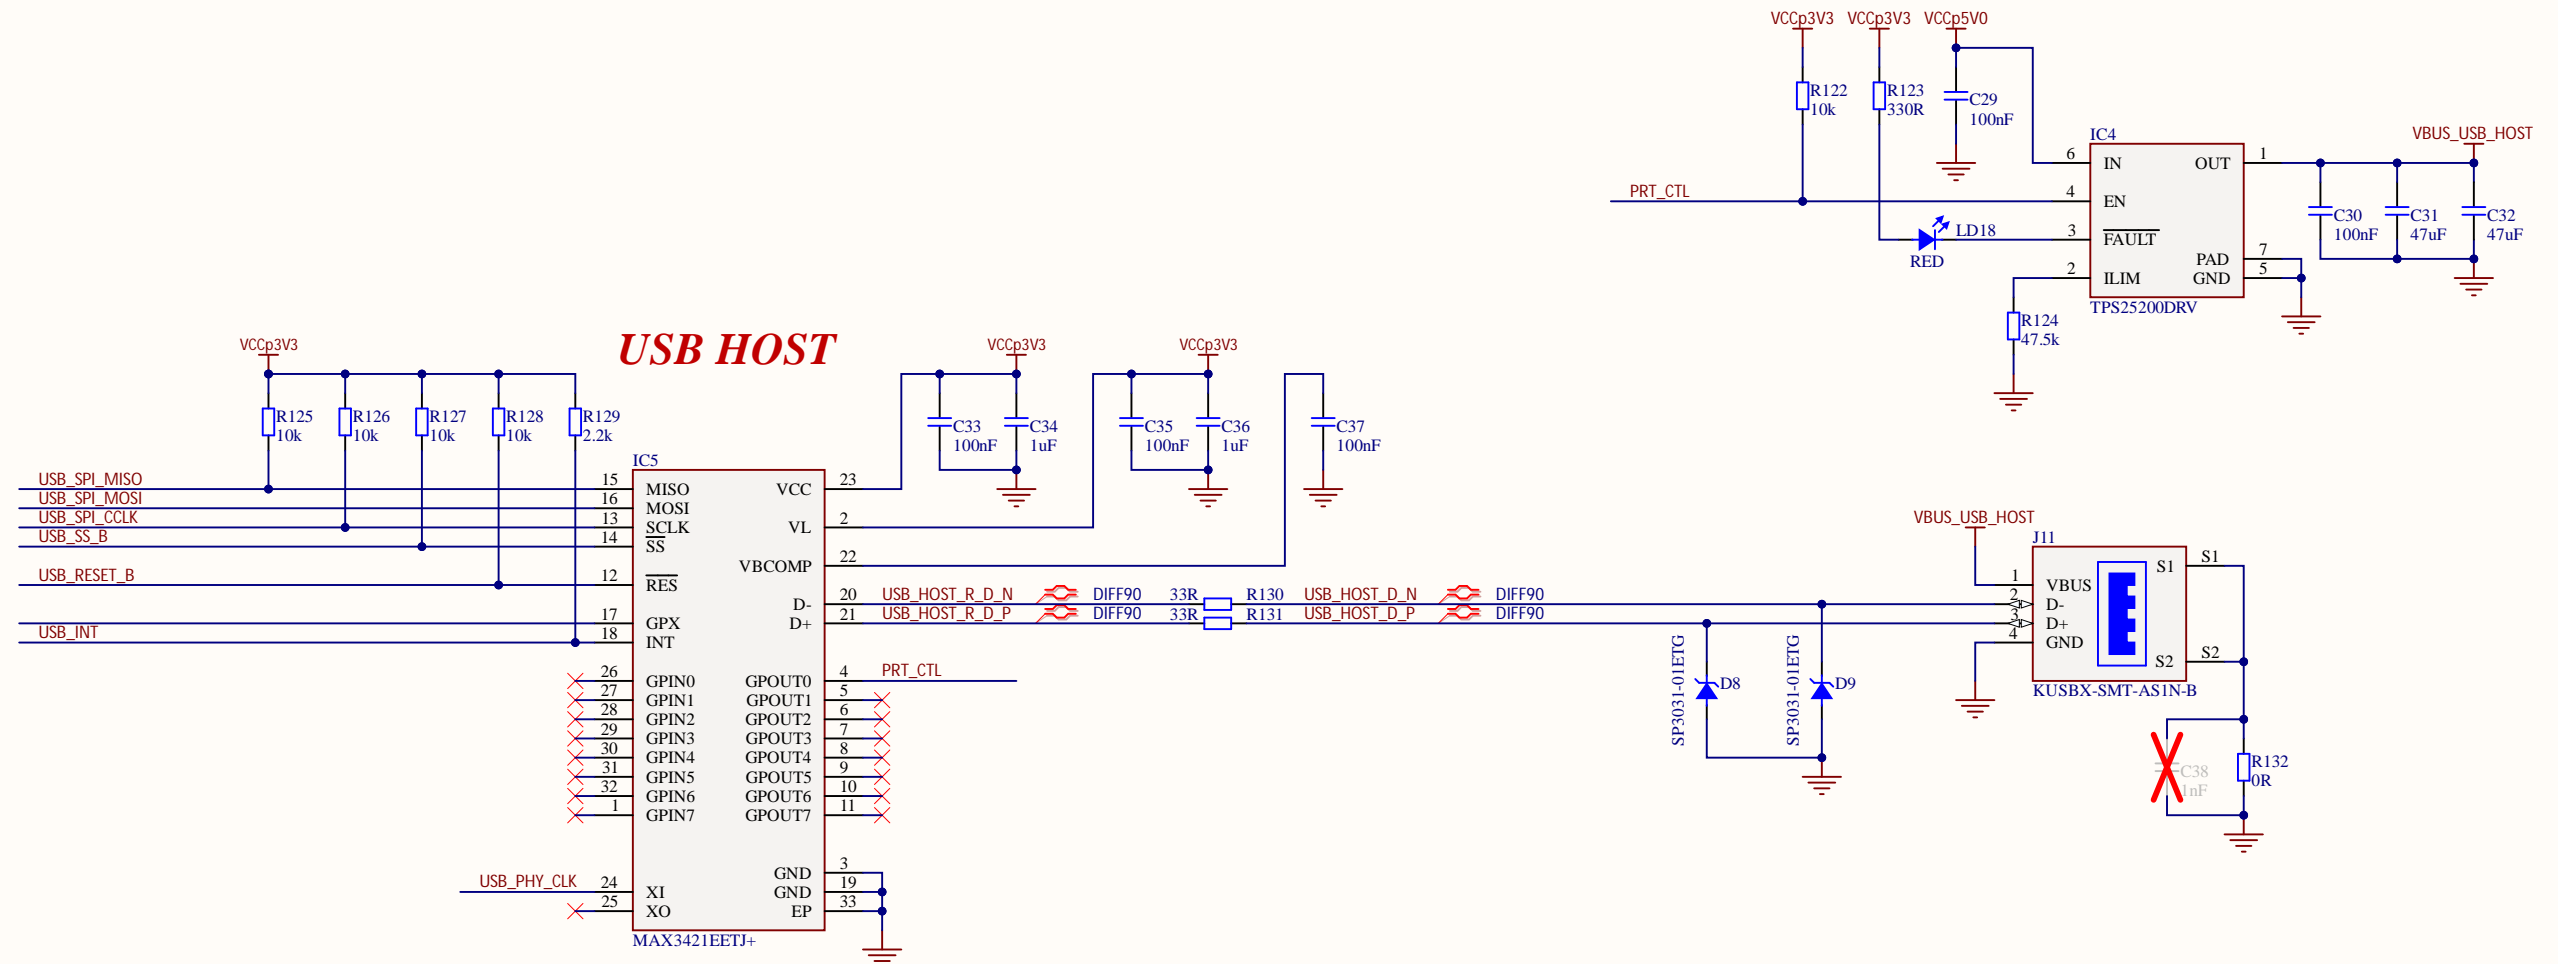 VCCp3V3 VCCp3V3 VCCp5V0
R122 10k
R123 330R
C29 100nF
IC4
VBUS_USB_HOST
6 IN OUT 1
PRT_CTL 4 EN
LD18 3 FAULT
RED
PAD 7
2 ILIM GND 5
TPS25200DRV
C30 100nF
C31 47uF
C32 47uF
R124 47.5k
USB HOST
VCCp3V3 VCCp3V3 VCCp3V3
R125 10k
R126 10k
R127 10k
R128 10k
R129 2.2k
C33 100nF
C34 1uF
C35 100nF
C36 1uF
C37 100nF
IC5
USB_SPI_MISO 15 MISO VCC 23
USB_SPI_MOSI 16 MOSI
USB_SPI_CCLK 13 SCLK VL 2
USB_SS_B 14 SS
VBCOMP 22
USB_RESET_B 12 RES
D- 20 USB_HOST_R_D_N DIFF90 33R R130 USB_HOST_D_N DIFF90
17 GPX D+ 21 USB_HOST_R_D_P DIFF90 33R R131 USB_HOST_D_P DIFF90
USB_INT 18 INT
26 GPIN0 GPOUT0 4 PRT_CTL
27 GPIN1 GPOUT1 5
28 GPIN2 GPOUT2 6
29 GPIN3 GPOUT3 7
30 GPIN4 GPOUT4 8
31 GPIN5 GPOUT5 9
32 GPIN6 GPOUT6 10
1 GPIN7 GPOUT7 11
GND 3
USB_PHY_CLK 24 XI GND 19
25 XO EP 33
MAX3421EETJ+
SP3031-01ETG D8
SP3031-01ETG D9
VBUS_USB_HOST
J11
S1 S1
1 VBUS
2 D-
3 D+
4 GND
S2 S2
KUSBX-SMT-AS1N-B
C38 1nF
R132 0R